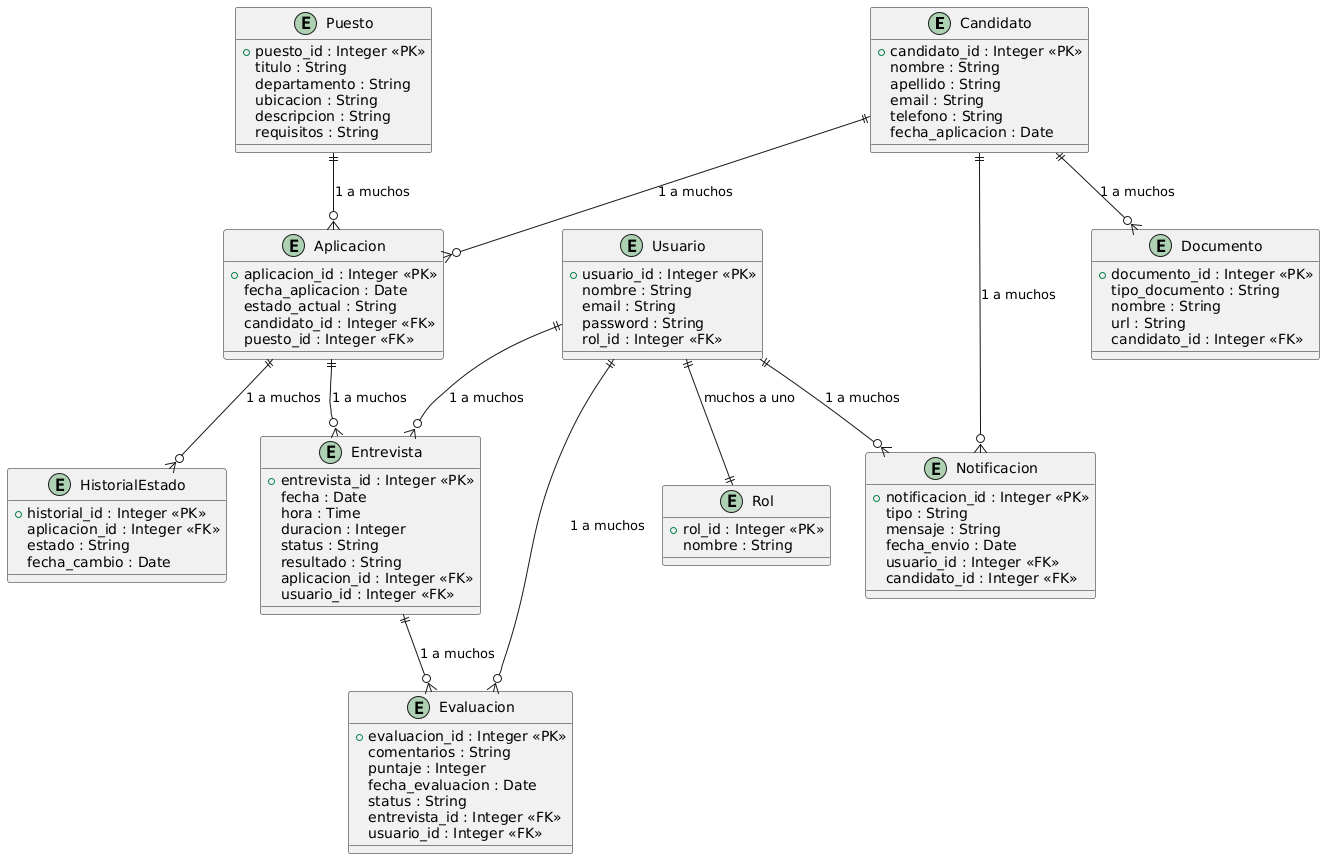 E Puesto
puesto_id : Integer «PK»
titulo : String
departamento : String
ubicacion : String
descripcion : String
requisitos : String
E Candidato
candidato_id : Integer «PK»
nombre : String
apellido : String
email : String
telefono : String
fecha_aplicacion : Date
1 a muchos
1 a muchos
1 a muchos
E Aplicacion
aplicacion_id : Integer «PK»
fecha_aplicacion : Date
estado_actual : String
candidato_id : Integer «FK»
puesto_id : Integer «FK»
E Usuario
usuario_id : Integer «PK»
nombre : String
email : String
password : String
rol_id : Integer «FK»
1 a muchos
E Documento
documento_id : Integer «PK»
tipo_documento : String
nombre : String
url : String
candidato_id : Integer «FK»
1 a muchos
1 a muchos
1 a muchos
muchos a uno
1 a muchos
E HistorialEstado
historial_id : Integer «PK»
aplicacion_id : Integer «FK»
estado : String
fecha_cambio : Date
E Entrevista
entrevista_id : Integer «PK»
fecha : Date
hora : Time
duracion : Integer
status : String
resultado : String
aplicacion_id : Integer «FK»
usuario_id : Integer «FK»
1 a muchos
E Rol
rol_id : Integer «PK»
nombre : String
E Notificacion
notificacion_id : Integer «PK»
tipo : String
mensaje : String
fecha_envio : Date
usuario_id : Integer «FK»
candidato_id : Integer «FK»
1 a muchos
E Evaluacion
evaluacion_id : Integer «PK»
comentarios : String
puntaje : Integer
fecha_evaluacion : Date
status : String
entrevista_id : Integer «FK»
usuario_id : Integer «FK»